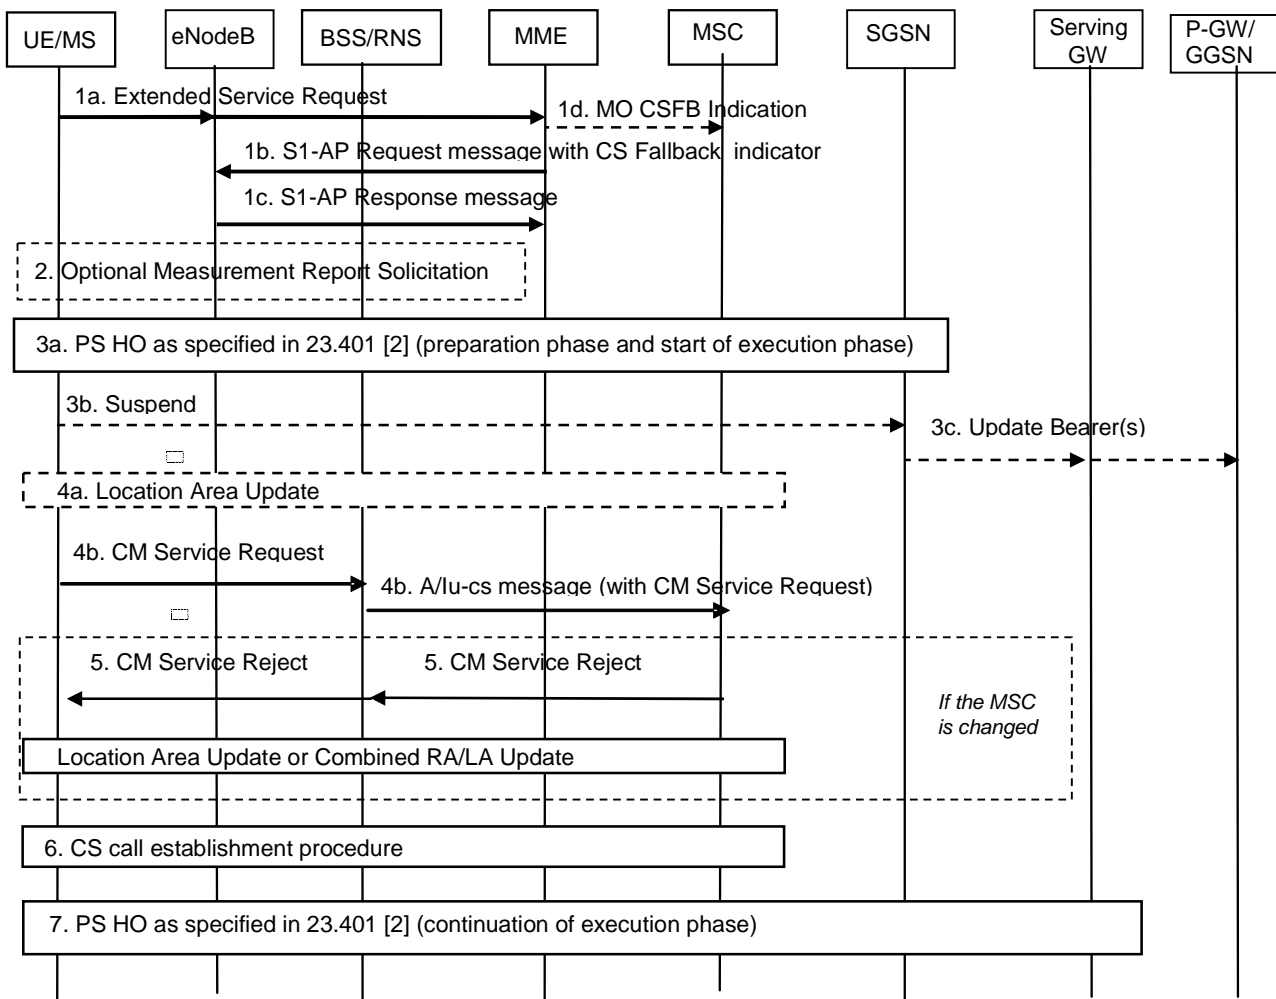 UE/MS
eNodeB
BSS/RNS
MME
MSC
SGSN
Serving
GW
P-GW/
GGSN
1a. Extended Service Request
1d. MO CSFB Indication
1b. S1-AP Request message with CS Fallback indicator
1c. S1-AP Response message
2. Optional Measurement Report Solicitation
3a. PS HO as specified in 23.401 [2] (preparation phase and start of execution phase)
3b. Suspend
3c. Update Bearer(s)
4a. Location Area Update
4b. CM Service Request
4b. A/Iu-cs message (with CM Service Request)
5. CM Service Reject
5. CM Service Reject
If the MSC
is changed
Location Area Update or Combined RA/LA Update
6. CS call establishment procedure
7. PS HO as specified in 23.401 [2] (continuation of execution phase)